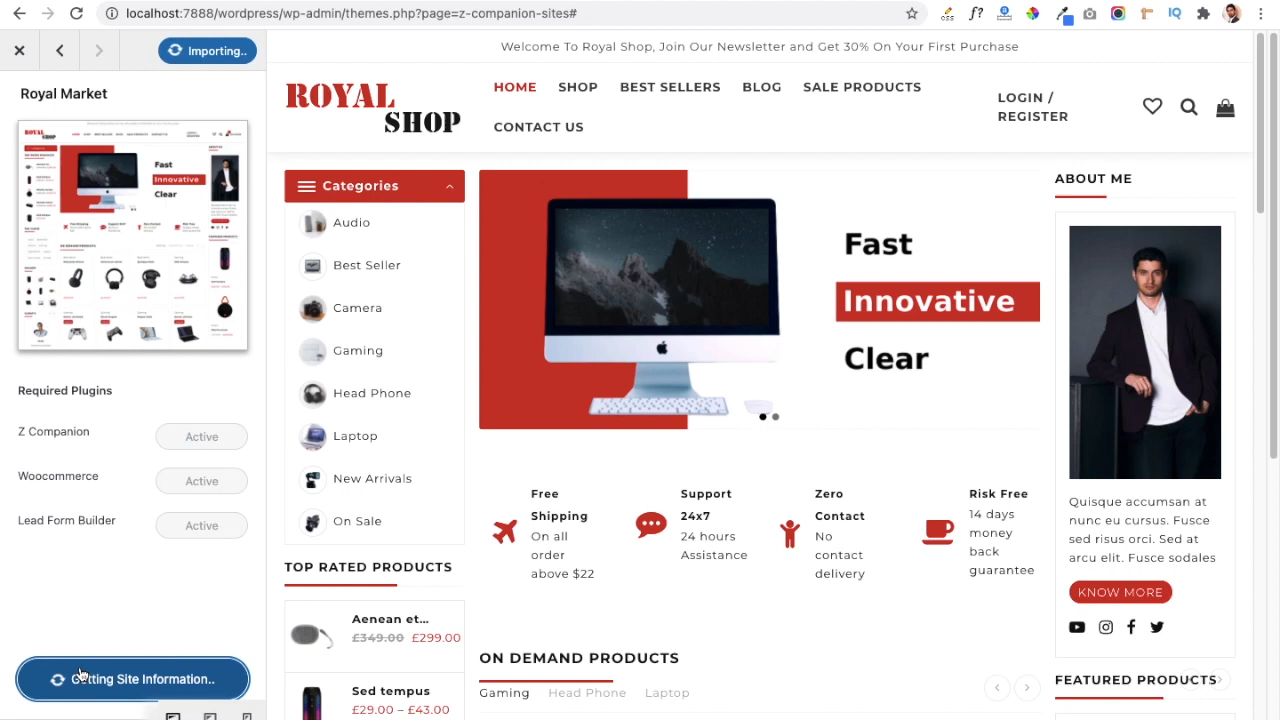 localhost:7888/wordpress/wp-admin/themes.php?page=z-companion-sites#
f?
IQ
Importing..
Royal Market
ROYAL
SHOP
Fast
Innovative
Clear
Required Plugins
Z Companion
Active
Woocommerce
Active
Lead Form Builder
Active
Getting Site Information..
Welcome To Royal Shop, Join Our Newsletter and Get 30% On Your First Purchase
ROYAL
SHOP
HOME SHOP BEST SELLERS BLOG SALE PRODUCTS
CONTACT US
LOGIN /
REGISTER
Categories
Audio
Best Seller
Camera
Gaming
Head Phone
Laptop
New Arrivals
On Sale
TOP RATED PRODUCTS
Aenean et...
£349.00 £299.00
Sed tempus
£29.00 – £43.00
Fast
Innovative
Clear
Free
Shipping
On all
order
above $22
Support
24x7
24 hours
Assistance
Zero
Contact
No
contact
delivery
Risk Free
14 days
money
back
guarantee
ON DEMAND PRODUCTS
Gaming Head Phone Laptop
ABOUT ME
Quisque accumsan at
nunc eu cursus. Fusce
sed risus orci. Sed at
arcu elit. Fusce sodales
KNOW MORE
FEATURED PRODUCTS